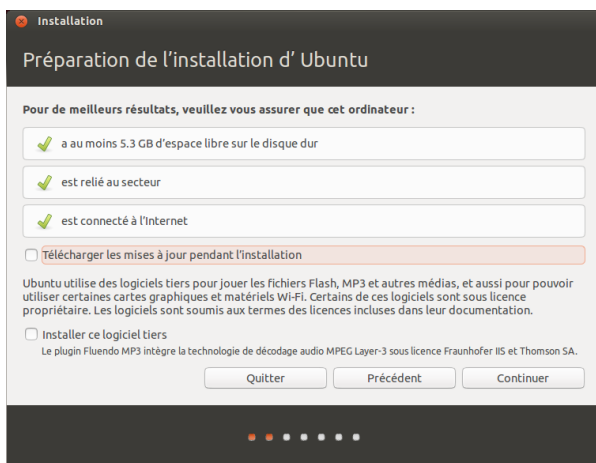 Installation
Préparation de l'installation d' Ubuntu
Pour de meilleurs résultats, veuillez vous assurer que cet ordinateur :
a au moins 5.3 GB d'espace libre sur le disque dur
est relié au secteur
est connecté à l'Internet
Télécharger les mises à jour pendant l'installation
Ubuntu utilise des logiciels tiers pour jouer les fichiers Flash, MP3 et autres médias, et aussi pour pouvoir
utiliser certaines cartes graphiques et matériels Wi-Fi. Certains de ces logiciels sont sous licence
propriétaire. Les logiciels sont soumis aux termes des licences incluses dans leur documentation.
Installer ce logiciel tiers
Le plugin Fluendo MP3 intègre la technologie de décodage audio MPEG Layer-3 sous licence Fraunhofer IIS et Thomson SA.
Quitter Précédent Continuer